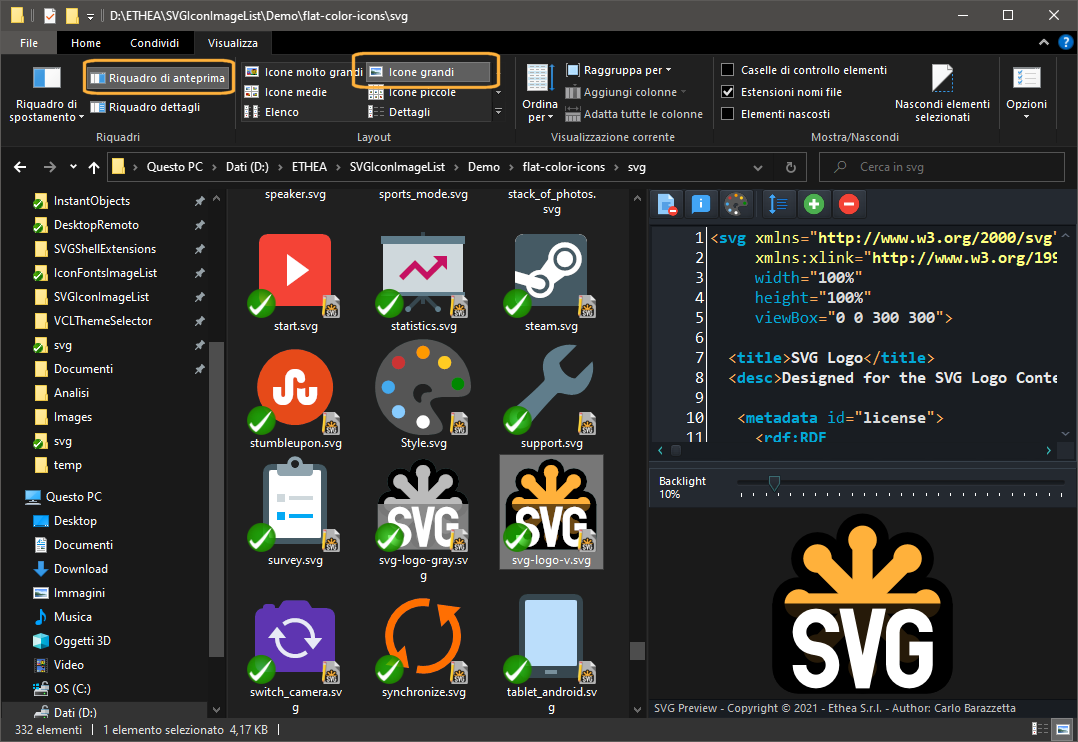 D:\ETHEA\SVGIconImageList\Demo\flat-color-icons\svg
File Home Condividi Visualizza
Riquadro di spostamento
Riquadro di anteprima
Riquadro dettagli
Riquadri
Icone molto grandi
Icone grandi
Icone medie
Icone piccole
Elenco
Dettagli
Layout
Ordina per
Raggruppa per
Aggiungi colonne
Adatta tutte le colonne
Visualizzazione corrente
Caselle di controllo elementi
Estensioni nomi file
Elementi nascosti
Nascondi elementi selezionati
Mostra/Nascondi
Opzioni
Questo PC > Dati (D:) > ETHEA > SVGIconImageList > Demo > flat-color-icons > svg
Cerca in svg
InstantObjects
DesktopRemoto
SVGShellExtensions
IconFontsImageList
SVGIconImageList
VCLThemeSelector
svg
Documenti
Analisi
Images
svg
temp
Questo PC
Desktop
Documenti
Download
Immagini
Musica
Oggetti 3D
Video
OS (C:)
Dati (D:)
speaker.svg
sports_mode.svg
stack_of_photos.
svg
start.svg
statistics.svg
steam.svg
stumbleupon.svg
Style.svg
support.svg
SVG
SVG
survey.svg
svg-logo-gray.sv
g
svg-logo-v.svg
switch_camera.sv
g
synchronize.svg
tablet_android.sv
g
1 <svg xmlns="http://www.w3.org/2000/svg"
2 xmlns:xlink="http://www.w3.org/199
3 width="100%"
4 height="100%"
5 viewBox="0 0 300 300">
6
7 <title>SVG Logo</title>
8 <desc>Designed for the SVG Logo Conte
9
10 <metadata id="license">
11 <rdf:RDF
Backlight
10%
SVG
SVG Preview - Copyright © 2021 - Ethea S.r.l. - Author: Carlo Barazzetta
332 elementi 1 elemento selezionato 4,17 KB